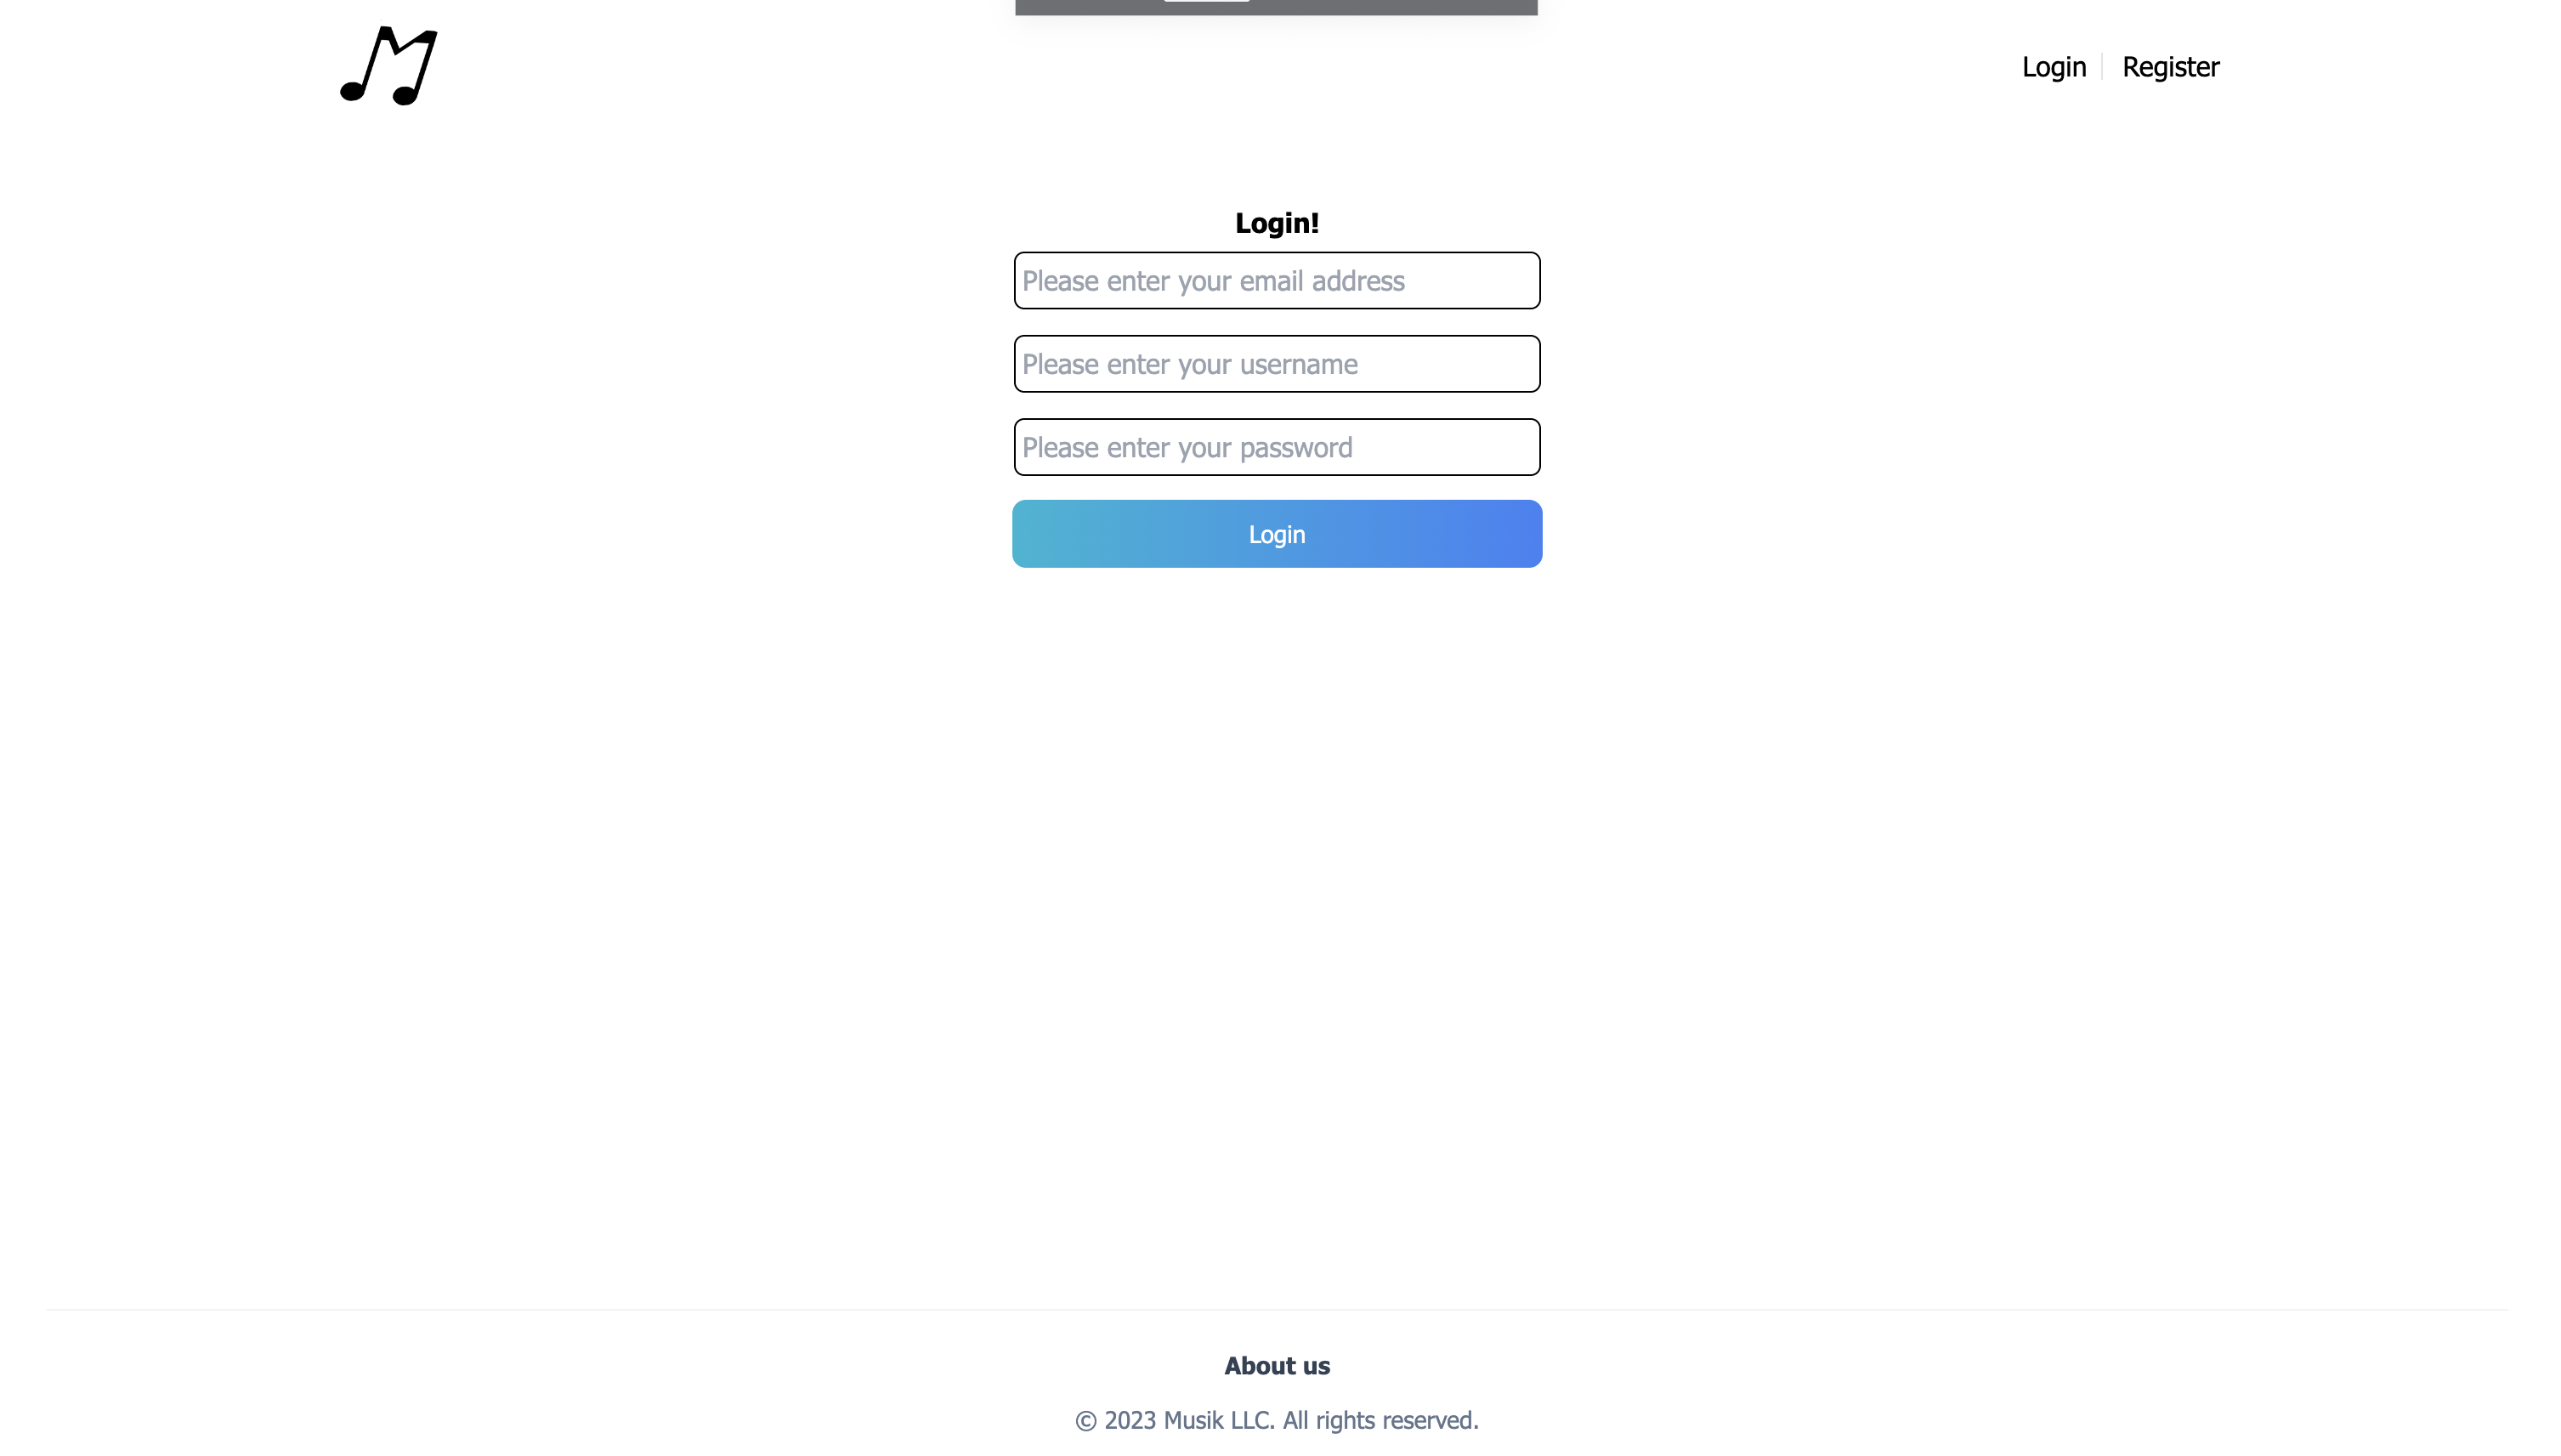 Login
Register
Login!
Please enter your email address
Please enter your username
Please enter your password
Login
About us
© 2023 Musik LLC. All rights reserved.